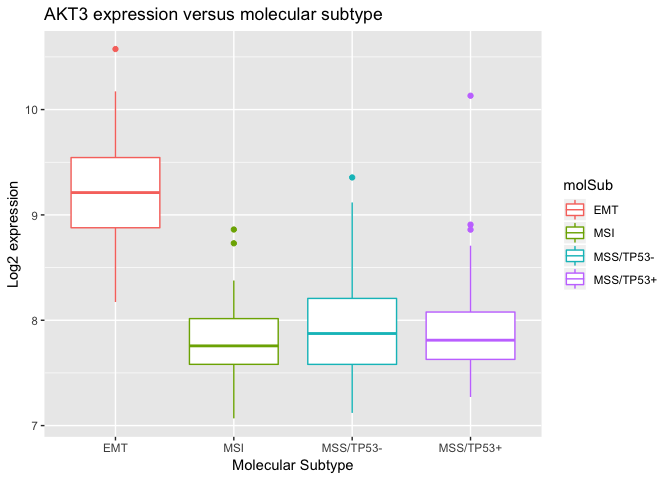 AKT3 expression versus molecular subtype
Log2 expression
10
9
8
7
EMT
MSI
MSS/TP53-
MSS/TP53+
Molecular Subtype
molSub
EMT
MSI
MSS/TP53-
MSS/TP53+